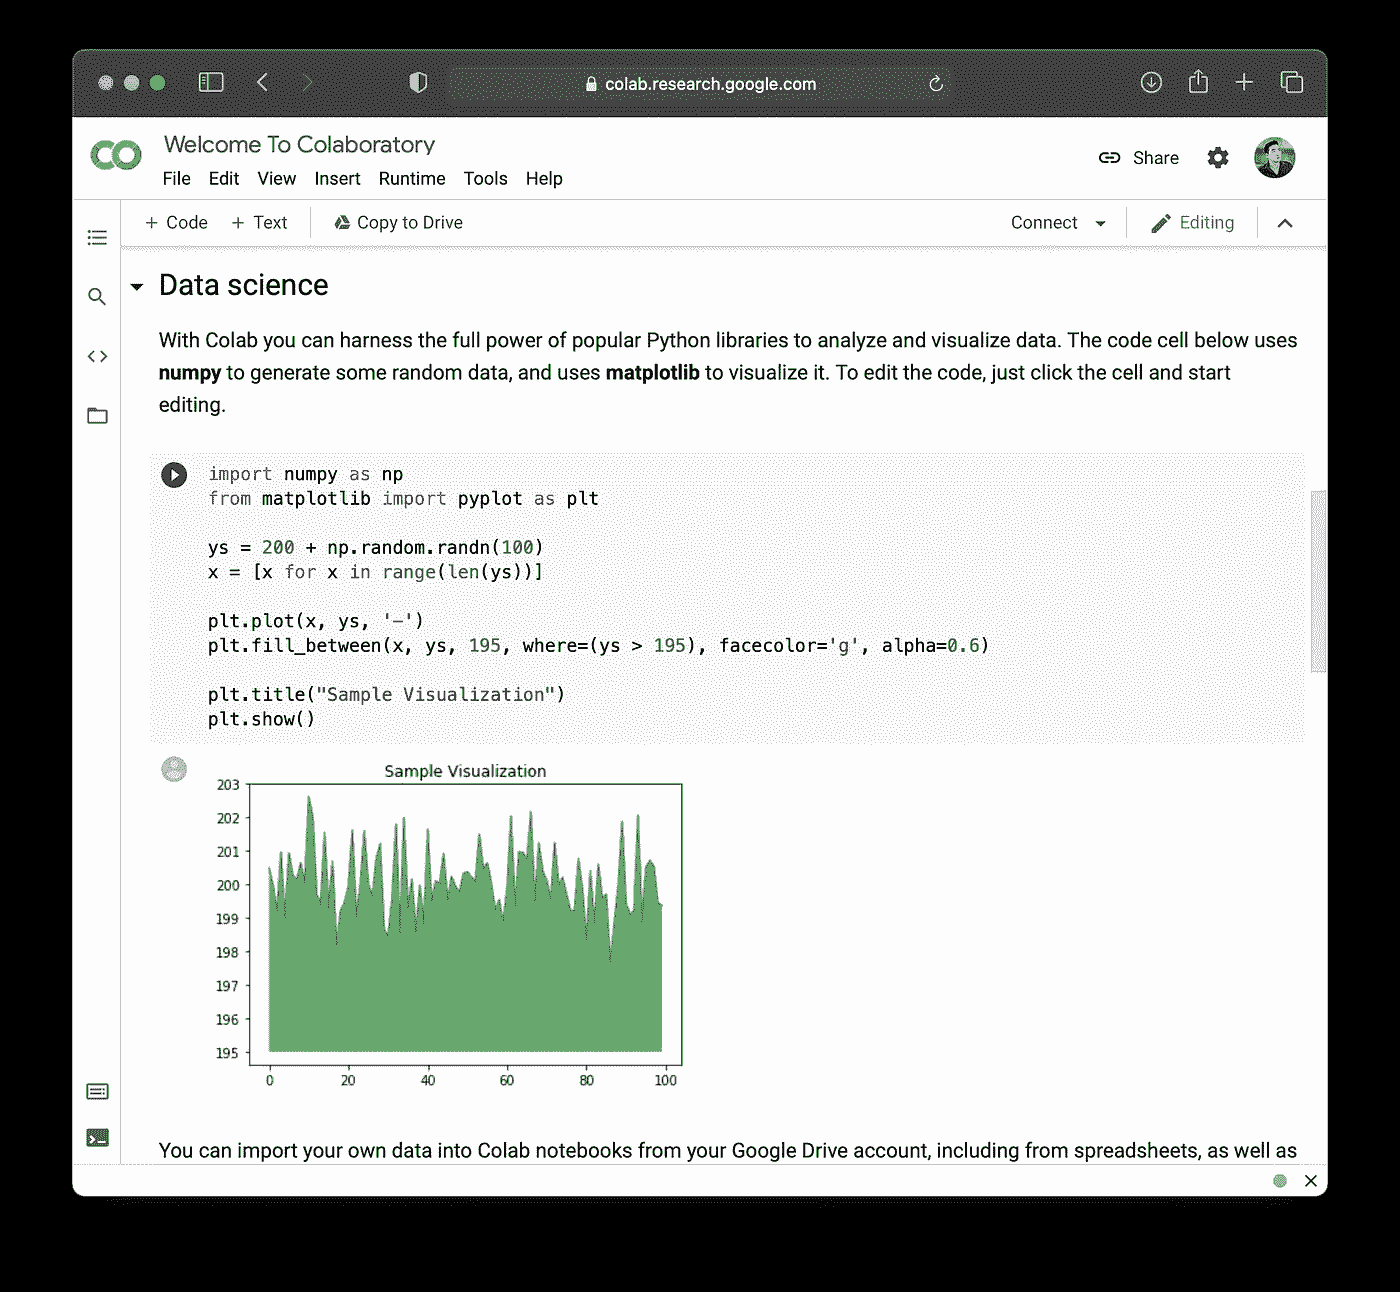 colab.research.google.com
Welcome To Colaboratory
Share
File Edit View Insert Runtime Tools Help
+ Code + Text Copy to Drive Connect Editing
Data science
With Colab you can harness the full power of popular Python libraries to analyze and visualize data. The code cell below uses
numpy to generate some random data, and uses matplotlib to visualize it. To edit the code, just click the cell and start
editing.
import numpy as np
from matplotlib import pyplot as plt
ys = 200 + np.random.randn(100)
x = [x for x in range(len(ys))]
plt.plot(x, ys, '-')
plt.fill_between(x, ys, 195, where=(ys > 195), facecolor='g', alpha=0.6)
plt.title("Sample Visualization")
plt.show()
Sample Visualization
203
202
201
200
199
198
197
196
195
0 20 40 60 80 100
You can import your own data into Colab notebooks from your Google Drive account, including from spreadsheets, as well as